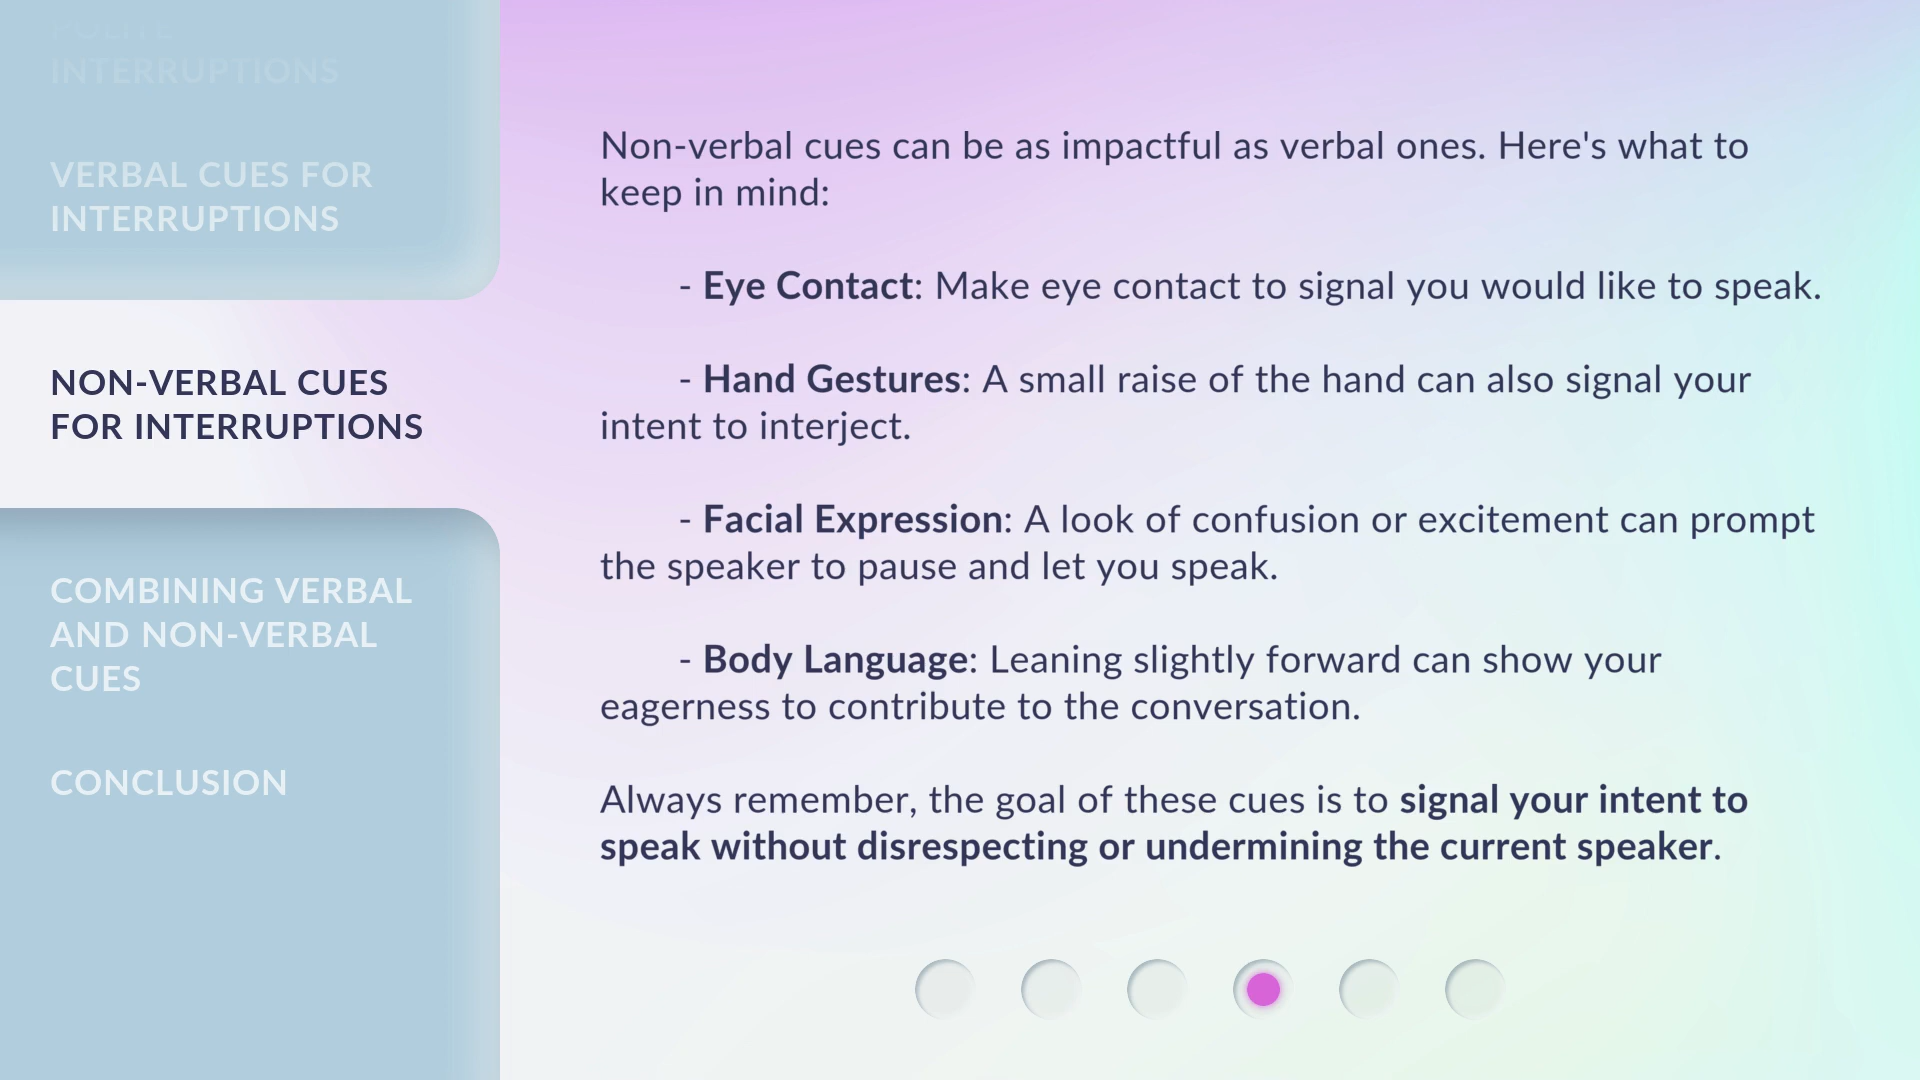 POLITE
INTERRUPTIONS
VERBAL CUES FOR
INTERRUPTIONS
NON-VERBAL CUES
FOR INTERRUPTIONS
COMBINING VERBAL
AND NON-VERBAL
CUES
CONCLUSION
Non-verbal cues can be as impactful as verbal ones. Here's what to
keep in mind:
- Eye Contact: Make eye contact to signal you would like to speak.
- Hand Gestures: A small raise of the hand can also signal your
intent to interject.
- Facial Expression: A look of confusion or excitement can prompt
the speaker to pause and let you speak.
- Body Language: Leaning slightly forward can show your
eagerness to contribute to the conversation.
Always remember, the goal of these cues is to signal your intent to
speak without disrespecting or undermining the current speaker.